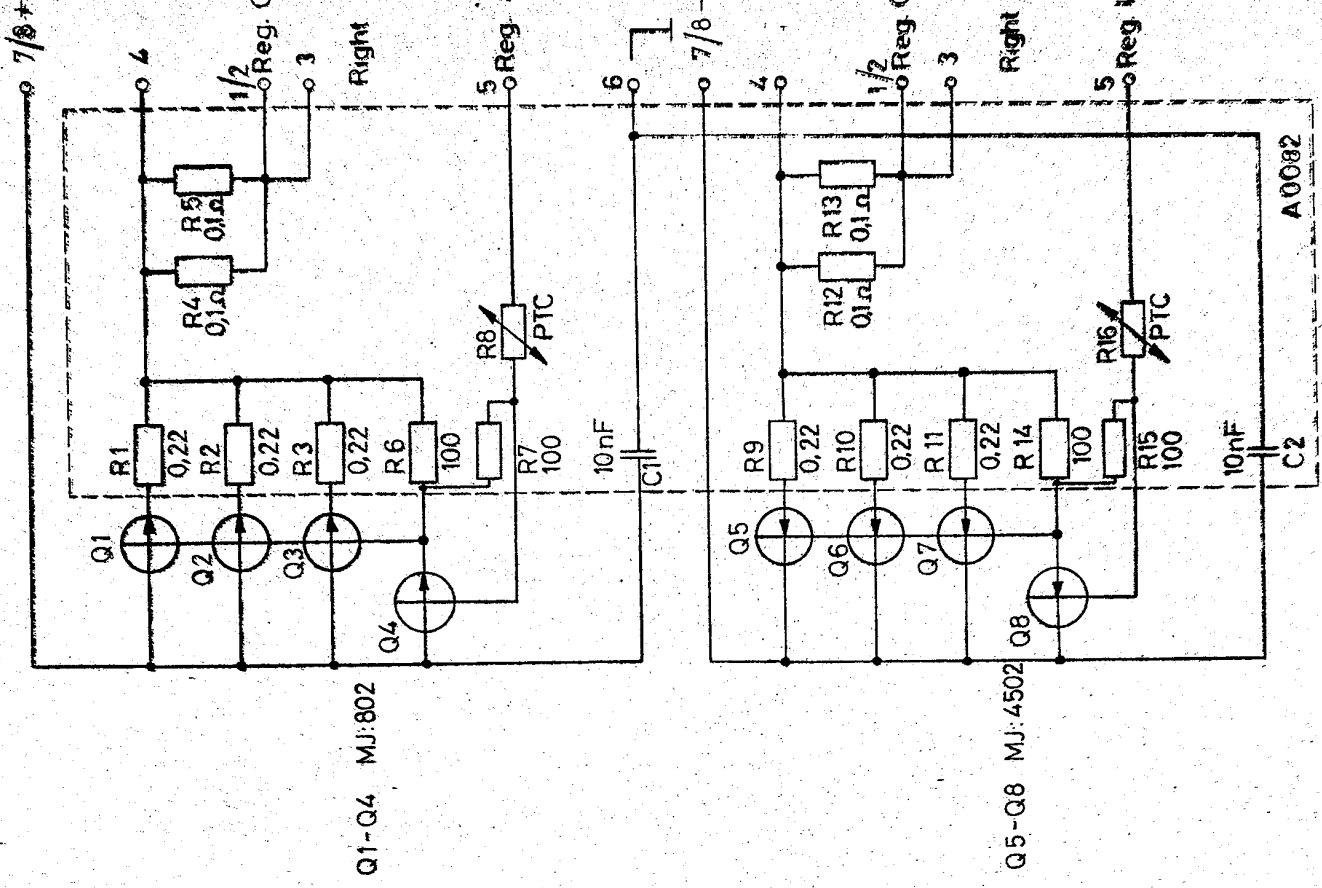 7/8+
4
1/2
Reg.
3
Right
5
Reg.
6
7/8-
4
1/2
Reg.
3
Right
5
Reg.
R5
0,1Ω
R4
0,1Ω
R13
0,1Ω
R12
0,1Ω
A0082
R8
PTC
R16
PTC
R1
0,22
R2
0,22
R3
0,22
R6
100
R7
100
10nF
C1
R9
0,22
R10
0,22
R11
0,22
R14
100
R15
100
10nF
C2
Q1
Q2
Q3
Q4
Q5
Q6
Q7
Q8
Q1-Q4 MJ:802
Q5-Q8 MJ:4502